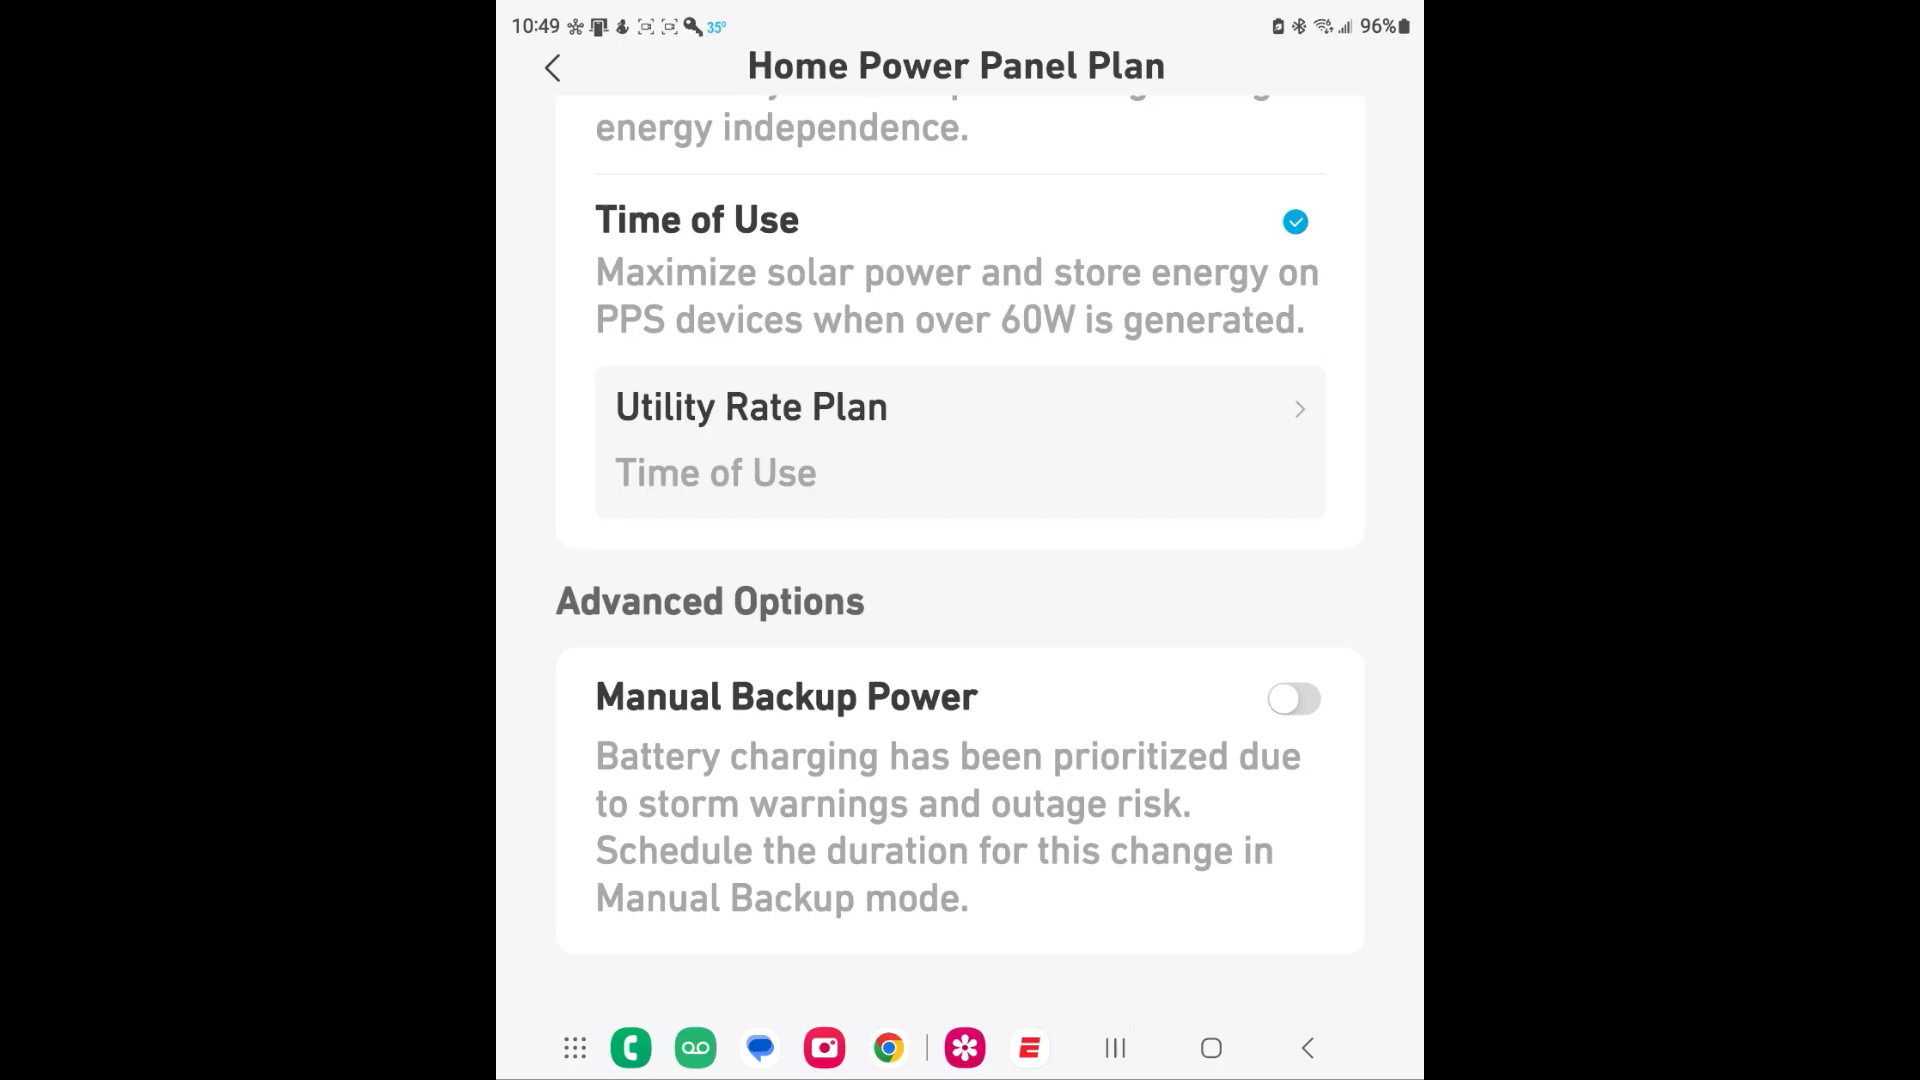 10:49 35° 96%
Home Power Panel Plan
energy independence.
Time of Use
Maximize solar power and store energy on
PPS devices when over 60W is generated.
Utility Rate Plan
Time of Use
Advanced Options
Manual Backup Power
Battery charging has been prioritized due
to storm warnings and outage risk.
Schedule the duration for this change in
Manual Backup mode.